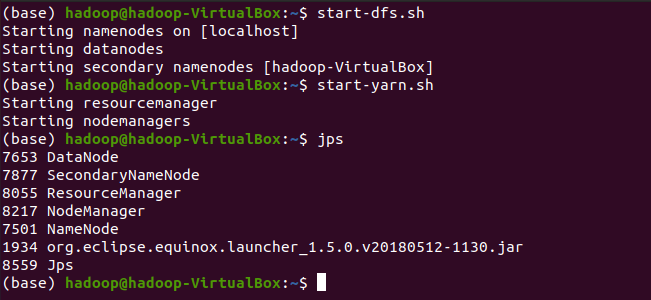 (base) hadoop@hadoop-VirtualBox:~$ start-dfs.sh
Starting namenodes on [localhost]
Starting datanodes
Starting secondary namenodes [hadoop-VirtualBox]
(base) hadoop@hadoop-VirtualBox:~$ start-yarn.sh
Starting resourcemanager
Starting nodemanagers
(base) hadoop@hadoop-VirtualBox:~$ jps
7653 DataNode
7877 SecondaryNameNode
8055 ResourceManager
8217 NodeManager
7501 NameNode
1934 org.eclipse.equinox.launcher_1.5.0.v20180512-1130.jar
8559 Jps
(base) hadoop@hadoop-VirtualBox:~$